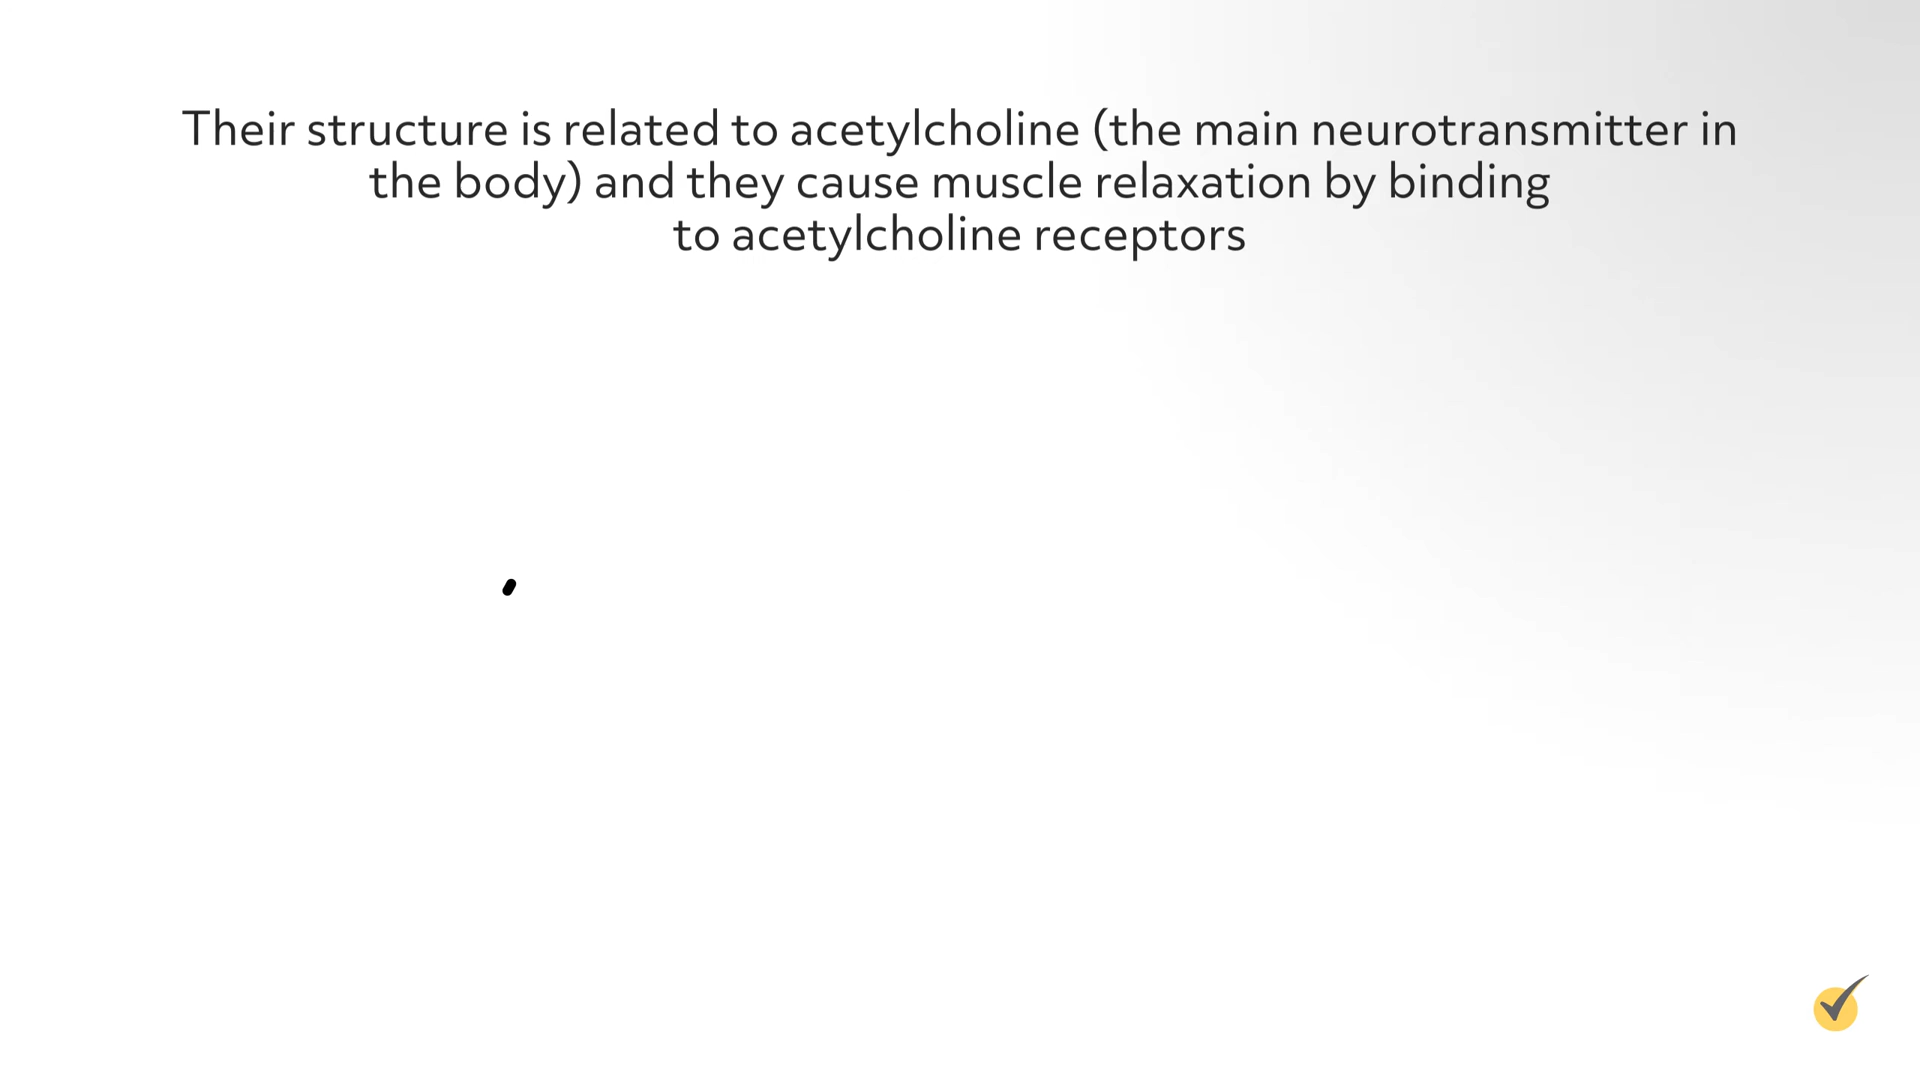 Their structure is related to acetylcholine (the main neurotransmitter in
the body) and they cause muscle relaxation by binding
to acetylcholine receptors